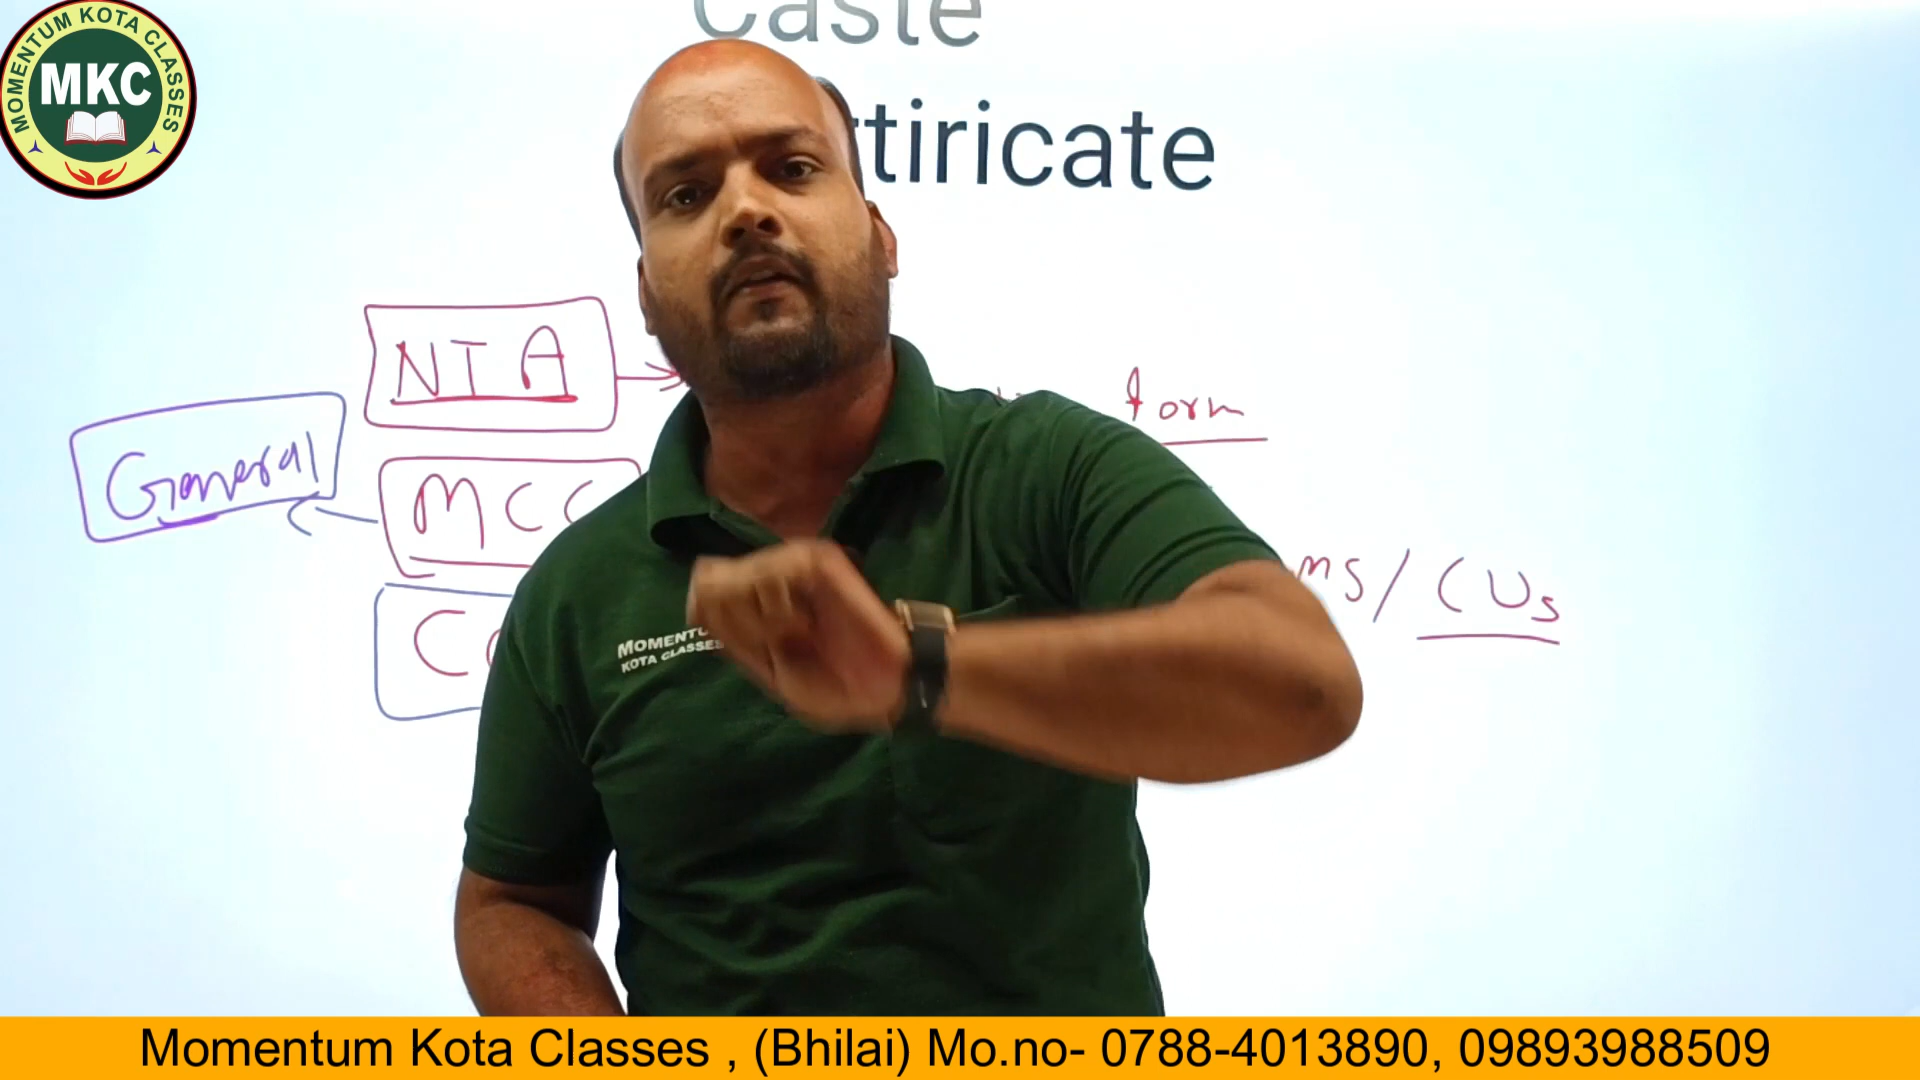 MOMENTUM KOTA CLASSES
MKC
Caste
tiricate
NTA
form
General
MCC
ms/CUs
MOMENTU
KOTA CLASSES
Momentum Kota Classes , (Bhilai) Mo.no- 0788-4013890, 09893988509